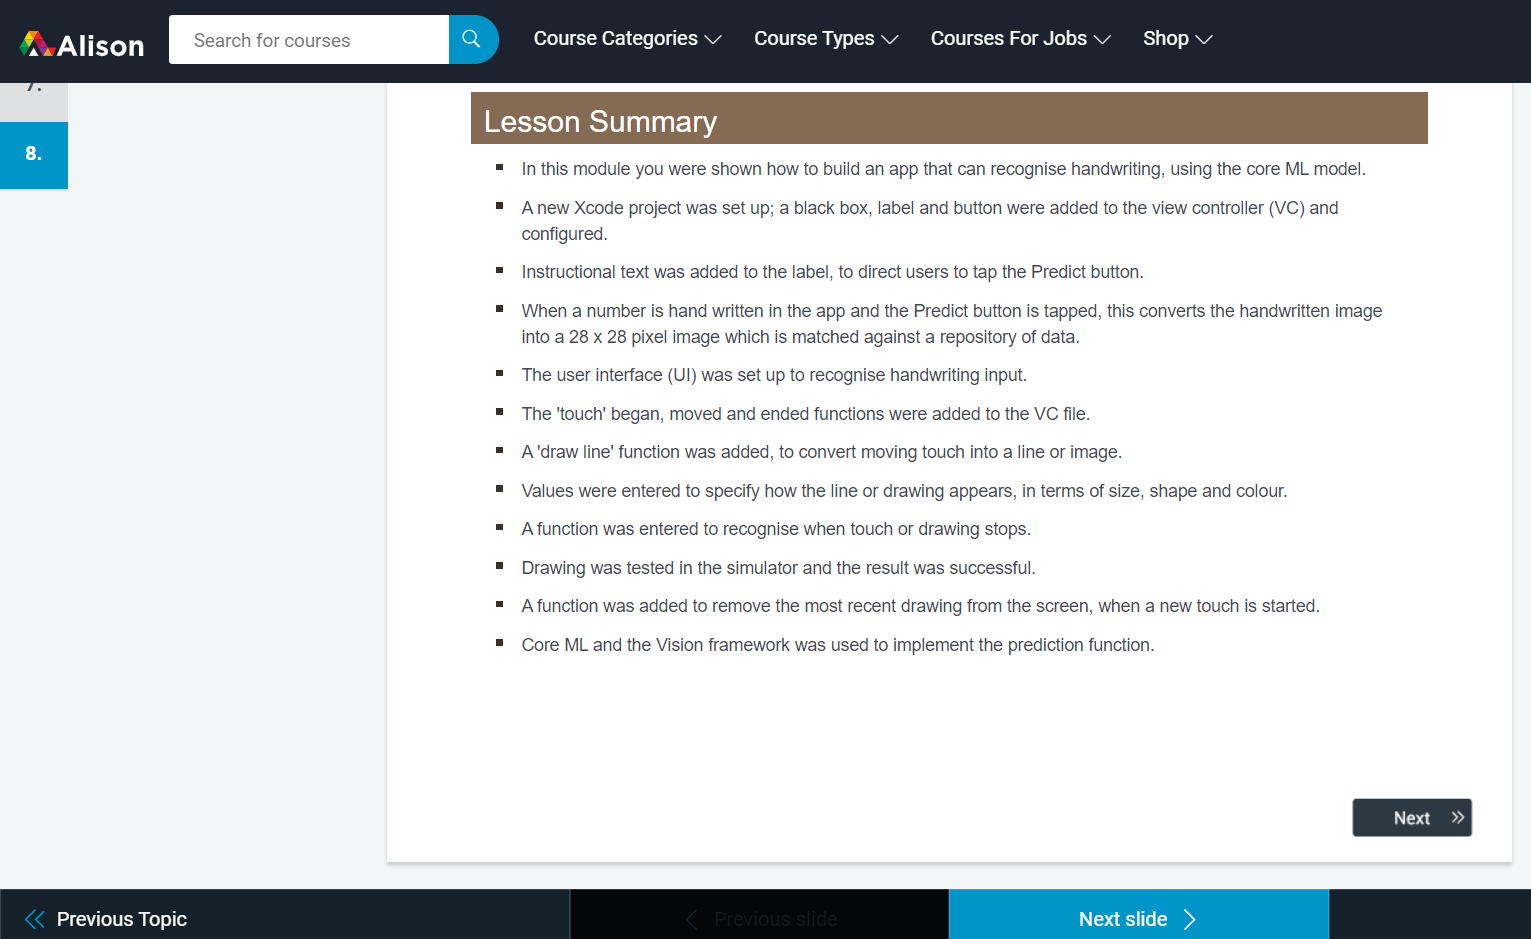 Alison
Search for courses
Course Categories
Course Types
Courses For Jobs
Shop
7.
8.
Lesson Summary
In this module you were shown how to build an app that can recognise handwriting, using the core ML model.
A new Xcode project was set up; a black box, label and button were added to the view controller (VC) and
configured.
Instructional text was added to the label, to direct users to tap the Predict button.
When a number is hand written in the app and the Predict button is tapped, this converts the handwritten image
into a 28 x 28 pixel image which is matched against a repository of data.
The user interface (UI) was set up to recognise handwriting input.
The 'touch' began, moved and ended functions were added to the VC file.
A 'draw line' function was added, to convert moving touch into a line or image.
Values were entered to specify how the line or drawing appears, in terms of size, shape and colour.
A function was entered to recognise when touch or drawing stops.
Drawing was tested in the simulator and the result was successful.
A function was added to remove the most recent drawing from the screen, when a new touch is started.
Core ML and the Vision framework was used to implement the prediction function.
Next
Previous Topic
Previous slide
Next slide